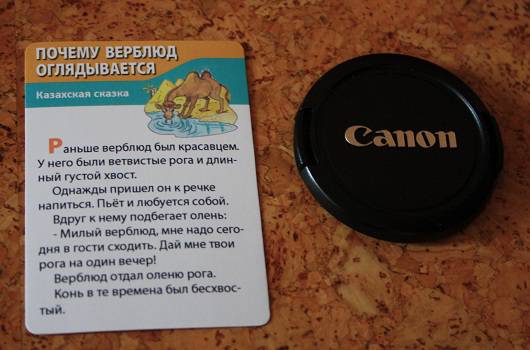 ПОЧЕМУ ВЕРБЛЮД
ОГЛЯДЫВАЕТСЯ
Казахская сказка
Раньше верблюд был красавцем.
У него были ветвистые рога и длин-
ный густой хвост.
Однажды пришел он к речке
напиться. Пьёт и любуется собой.
Вдруг к нему подбегает олень:
- Милый верблюд, мне надо сего-
дня в гости сходить. Дай мне твои
рога на один вечер!
Верблюд отдал оленю рога.
Конь в те времена был бесхвос-
тый.
Canon